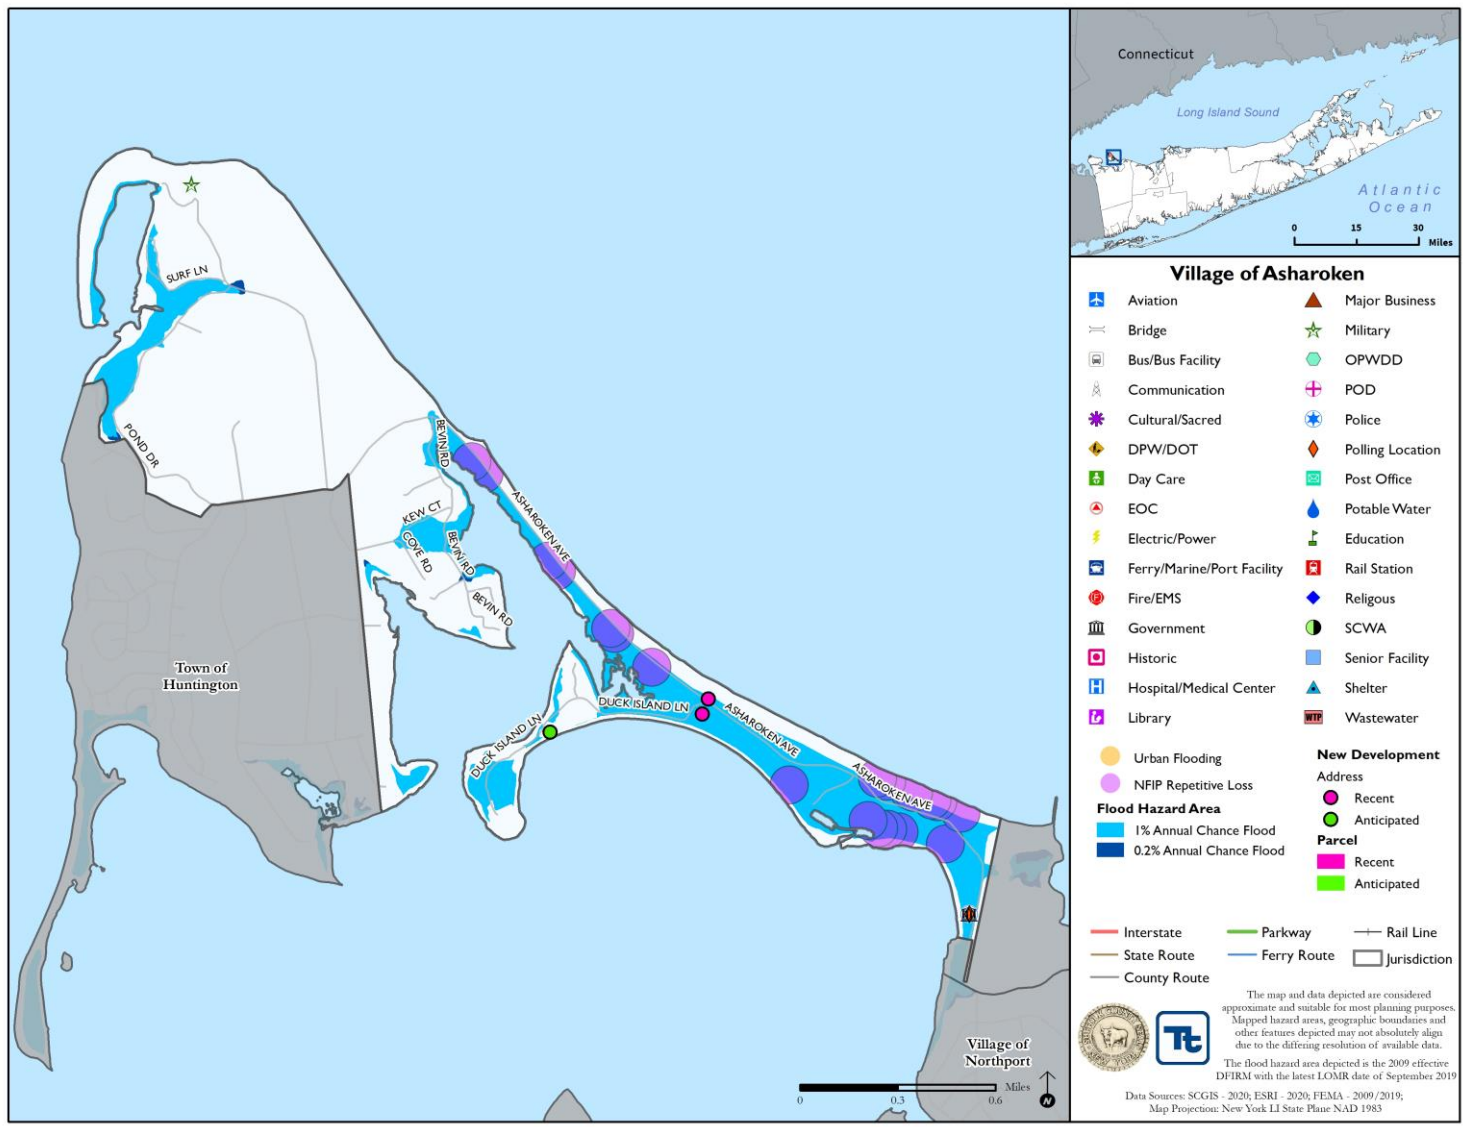 Connecticut
Long Island Sound
Atlantic
Ocean
0 15 30
Miles
SURF LN
POND DR
BEVIN RD
KEW CT
COVE RD
BEVIN RD
BEVIN RD
ASHAROKEN AVE
DUCK ISLAND LN
DUCK ISLAND LN
ASHAROKEN AVE
ASHAROKEN AVE
Town of
Huntington
Village of
Northport
Miles
0 0.3 0.6
N
Village of Asharoken
Aviation
Bridge
Bus/Bus Facility
Communication
Cultural/Sacred
DPW/DOT
Day Care
EOC
Electric/Power
Ferry/Marine/Port Facility
Fire/EMS
Government
Historic
H Hospital/Medical Center
Library
Major Business
Military
OPWDD
POD
Police
Polling Location
Post Office
Potable Water
Education
Rail Station
Religous
SCWA
Senior Facility
Shelter
WTP Wastewater
Urban Flooding
NFIP Repetitive Loss
Flood Hazard Area
1% Annual Chance Flood
0.2% Annual Chance Flood
New Development
Address
Recent
Anticipated
Parcel
Recent
Anticipated
Interstate
State Route
County Route
Parkway
Ferry Route
Rail Line
Jurisdiction
Tt
The map and data depicted are considered
approximate and suitable for most planning purposes.
Mapped hazard areas, geographic boundaries and
other features depicted may not absolutely align
due to the differing resolution of available data.
The flood hazard area depicted is the 2009 effective
DFIRM with the latest LOMR date of September 2019
Data Sources: SCGIS - 2020; ESRI - 2020; FEMA - 2009/2019;
Map Projection: New York LI State Plane NAD 1983